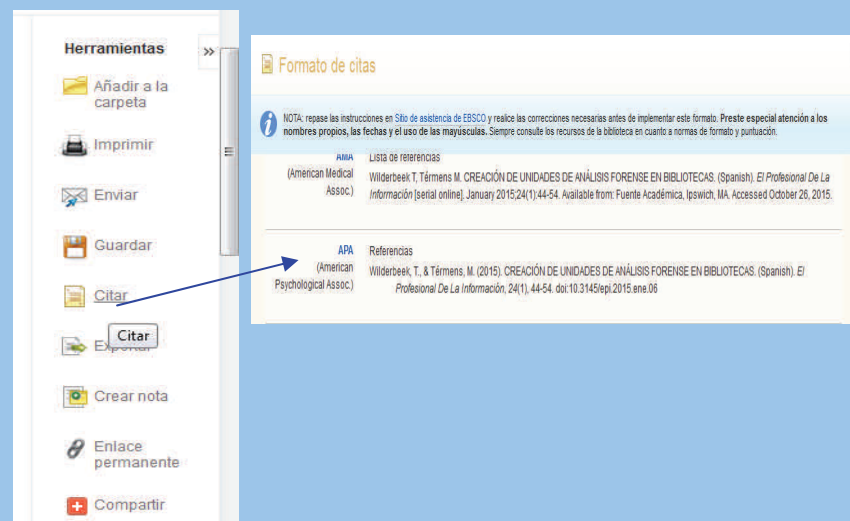 Herramientas
»
Añadir a la
carpeta
Imprimir
Enviar
Guardar
Citar
Citar
Exportar
Crear nota
Enlace
permanente
Compartir
Formato de citas
NOTA: repase las instrucciones en Sitio de asistencia de EBSCO y realice las correcciones necesarias antes de implementar este formato. Preste especial atención a los
nombres propios, las fechas y el uso de las mayúsculas. Siempre consulte los recursos de la biblioteca en cuanto a normas de formato y puntuación.
AMA Lista de referencias
(American Medical Wilderbeek T, Térmens M. CREACIÓN DE UNIDADES DE ANÁLISIS FORENSE EN BIBLIOTECAS. (Spanish). El Profesional De La
Assoc.) Información [serial online]. January 2015;24(1):44-54. Available from: Fuente Académica, Ipswich, MA. Accessed October 26, 2015.
APA Referencias
(American Wilderbeek, T., & Térmens, M. (2015). CREACIÓN DE UNIDADES DE ANÁLISIS FORENSE EN BIBLIOTECAS. (Spanish). El
Psychological Assoc.) Profesional De La Información, 24(1), 44-54. doi:10.3145/epi.2015.ene.06